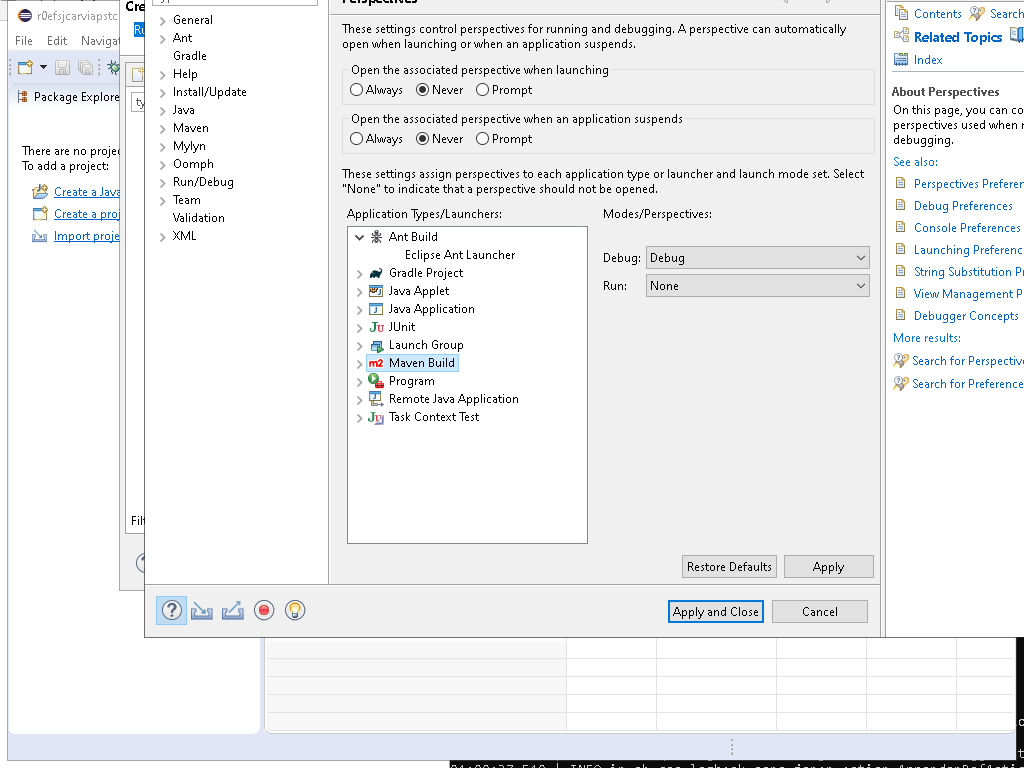 r0efsjcarviapstc
File Edit Navigat
Package Explore
There are no projec
To add a project:
Create a Java
Create a proj
Import proje
Cre
General
Ant
Gradle
Help
Install/Update
Java
Maven
Mylyn
Oomph
Run/Debug
Team
Validation
XML
Perspectives
These settings control perspectives for running and debugging. A perspective can automatically
open when launching or when an application suspends.
Open the associated perspective when launching
Always Never Prompt
Open the associated perspective when an application suspends
Always Never Prompt
These settings assign perspectives to each application type or launcher and launch mode set. Select
"None" to indicate that a perspective should not be opened.
Application Types/Launchers:
Ant Build
Eclipse Ant Launcher
Gradle Project
Java Applet
Java Application
JUnit
Launch Group
Maven Build
Program
Remote Java Application
Task Context Test
Modes/Perspectives:
Debug: Debug
Run: None
Restore Defaults Apply
Apply and Close Cancel
Contents Search
Related Topics
Index
About Perspectives
On this page, you can co
perspectives used when r
debugging.
See also:
Perspectives Preferen
Debug Preferences
Console Preferences
Launching Preferenc
String Substitution Pr
View Management P
Debugger Concepts
More results:
Search for Perspective
Search for Preference